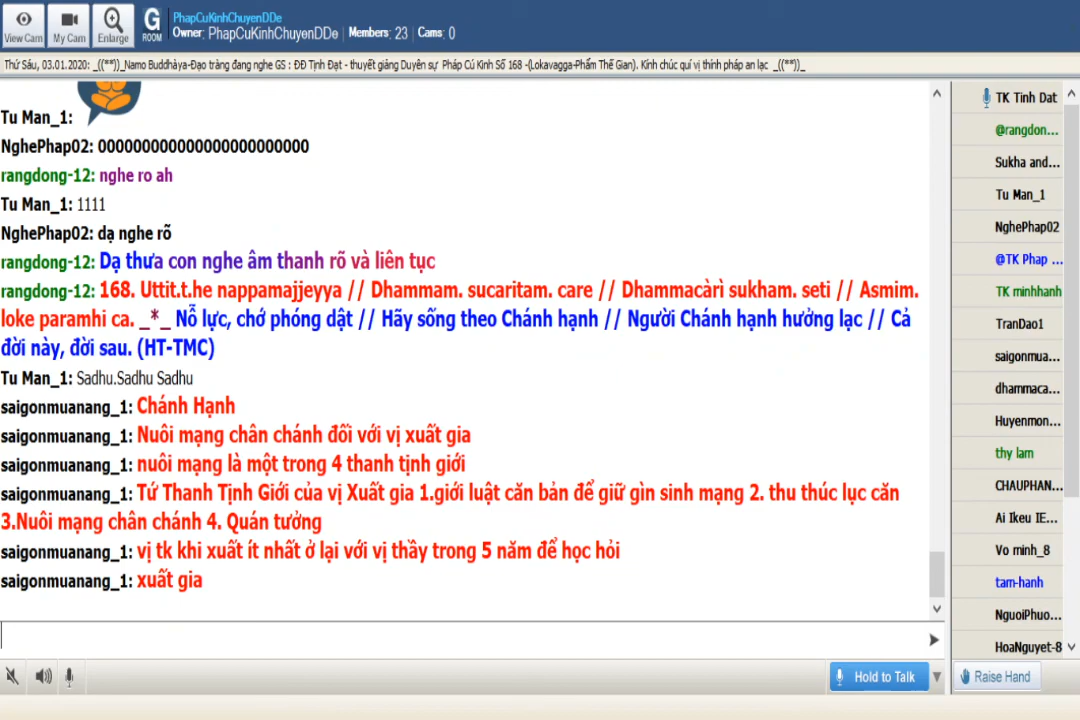 View Cam
My Cam
Enlarge
G
ROOM
PhapCuKinhChuyenDDe
Owner: PhapCuKinhChuyenDDe | Members: 23 | Cams: 0
Thứ Sáu, 03.01.2020: _((**))_Namo Buddhàya-Đạo tràng đang nghe GS : ĐĐ Tịnh Đạt - thuyết giảng Duyên sự Pháp Cú Kinh Số 168 -(Lokavagga-Phẩm Thế Gian). Kính chúc quí vị thính pháp an lạc _((**))_
Tu Man_1:
NghePhap02: 000000000000000000000000
rangdong-12: nghe ro ah
Tu Man_1: 1111
NghePhap02: dạ nghe rõ
rangdong-12: Dạ thưa con nghe âm thanh rõ và liên tục
rangdong-12: 168. Uttit.t.he nappamajjeyya // Dhammam. sucaritam. care // Dhammacàrì sukham. seti // Asmim.
loke paramhi ca. _*_ Nỗ lực, chớ phóng dật // Hãy sống theo Chánh hạnh // Người Chánh hạnh hưởng lạc // Cả
đời này, đời sau. (HT-TMC)
Tu Man_1: Sadhu.Sadhu Sadhu
saigonmuanang_1: Chánh Hạnh
saigonmuanang_1: Nuôi mạng chân chánh đối với vị xuất gia
saigonmuanang_1: nuôi mạng là một trong 4 thanh tịnh giới
saigonmuanang_1: Tứ Thanh Tịnh Giới của vị Xuất gia 1.giới luật căn bản để giữ gìn sinh mạng 2. thu thúc lục căn
3.Nuôi mạng chân chánh 4. Quán tưởng
saigonmuanang_1: vị tk khi xuất ít nhất ở lại với vị thầy trong 5 năm để học hỏi
saigonmuanang_1: xuất gia
TK Tinh Dat
@rangdon...
Sukha and...
Tu Man_1
NghePhap02
@TK Phap ...
TK minhhanh
TranDao1
saigonmua...
dhammaca...
Huyenmon...
thy lam
CHAUPHAN...
Ai Ikeu IE...
Vo minh_8
tam-hanh
NguoiPhuo...
HoaNguyet-8
Hold to Talk
Raise Hand